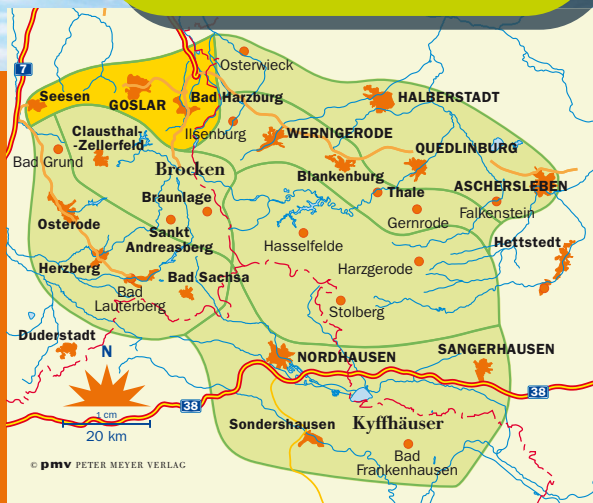 7
Osterwieck
Seesen
GOSLAR
Bad Harzburg
HALBERSTADT
Clausthal-
-Zellerfeld
Ilsenburg
WERNIGERODE
QUEDLINBURG
Bad Grund
Brocken
Blankenburg
ASCHERSLEBEN
Braunlage
Thale
Falkenstein
Osterode
Sankt
Andreasberg
Gernrode
Hasselfelde
Hettstedt
Herzberg
Bad Sachsa
Harzgerode
Bad
Lauterberg
Stolberg
Duderstadt
N
NORDHAUSEN
SANGERHAUSEN
38
38
1 cm
20 km
Sondershausen
Kyffhäuser
Bad
Frankenhausen
© pmv PETER MEYER VERLAG